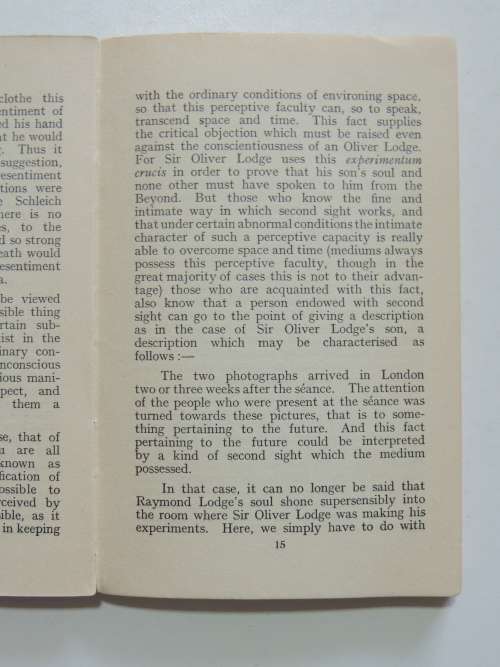 clothe this
entiment of
ed his hand
t he would
. Thus it
suggestion,
esentiment
tions were
e Schleich
here is no
es, to the
d so strong
eath would
resentiment
a.
be viewed
sible thing
ertain sub-
ist in the
inary con-
nconscious
ious mani-
pect, and
them a
se, that of
u are all
known as
fication of
ossible to
rceived by
sible, as it
in keeping
with the ordinary conditions of environing space,
so that this perceptive faculty can, so to speak,
transcend space and time. This fact supplies
the critical objection which must be raised even
against the conscientiousness of an Oliver Lodge.
For Sir Oliver Lodge uses this experimentum
crucis in order to prove that his son's soul and
none other must have spoken to him from the
Beyond. But those who know the fine and
intimate way in which second sight works, and
that under certain abnormal conditions the intimate
character of such a perceptive capacity is really
able to overcome space and time (mediums always
possess this perceptive faculty, though in the
great majority of cases this is not to their advan-
tage) those who are acquainted with this fact,
also know that a person endowed with second
sight can go to the point of giving a description
as in the case of Sir Oliver Lodge's son, a
description which may be characterised as
follows :—
The two photographs arrived in London
two or three weeks after the séance. The attention
of the people who were present at the séance was
turned towards these pictures, that is to some-
thing pertaining to the future. And this fact
pertaining to the future could be interpreted
by a kind of second sight which the medium
possessed.
In that case, it can no longer be said that
Raymond Lodge's soul shone supersensibly into
the room where Sir Oliver Lodge was making his
experiments. Here, we simply have to do with
15